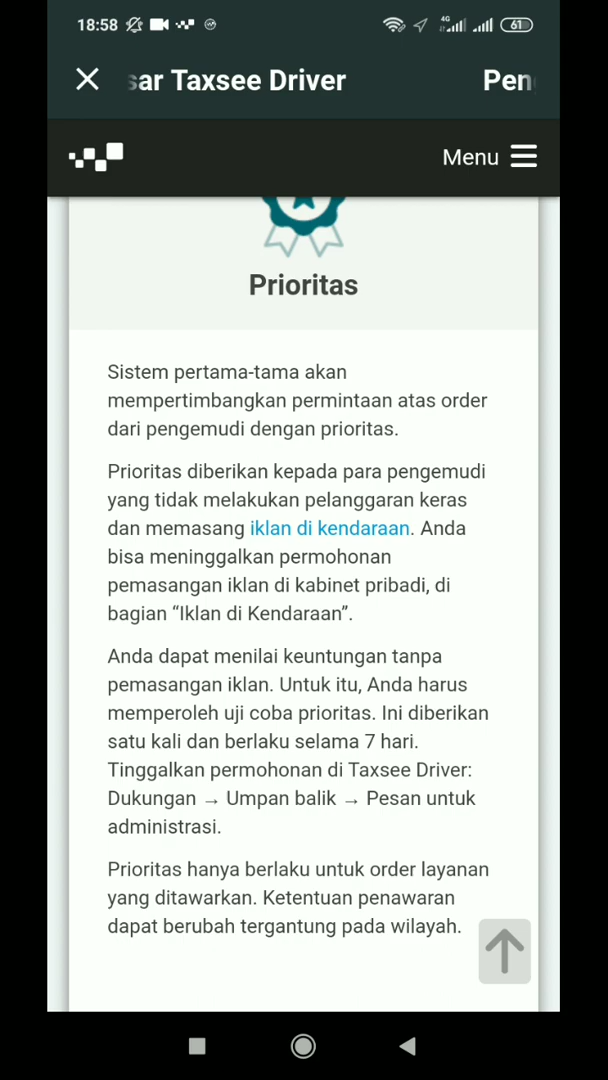 18:58
4G
61
sar Taxsee Driver
Pen
Menu
Prioritas
Sistem pertama-tama akan
mempertimbangkan permintaan atas order
dari pengemudi dengan prioritas.
Prioritas diberikan kepada para pengemudi
yang tidak melakukan pelanggaran keras
dan memasang iklan di kendaraan. Anda
bisa meninggalkan permohonan
pemasangan iklan di kabinet pribadi, di
bagian “Iklan di Kendaraan”.
Anda dapat menilai keuntungan tanpa
pemasangan iklan. Untuk itu, Anda harus
memperoleh uji coba prioritas. Ini diberikan
satu kali dan berlaku selama 7 hari.
Tinggalkan permohonan di Taxsee Driver:
Dukungan → Umpan balik → Pesan untuk
administrasi.
Prioritas hanya berlaku untuk order layanan
yang ditawarkan. Ketentuan penawaran
dapat berubah tergantung pada wilayah.